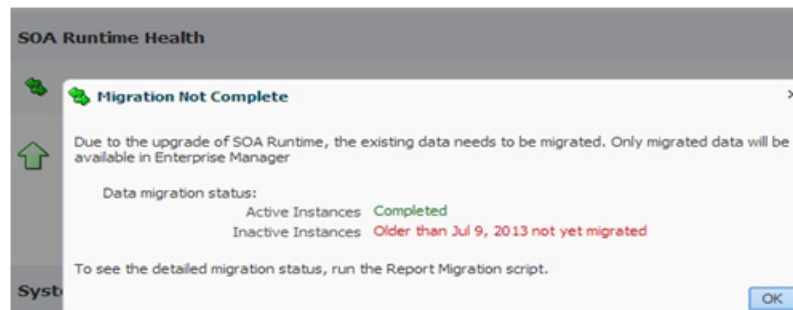 SOA Runtime Health
Migration Not Complete
Due to the upgrade of SOA Runtime, the existing data needs to be migrated. Only migrated data will be
available in Enterprise Manager
Data migration status:
Active Instances Completed
Inactive Instances Older than Jul 9, 2013 not yet migrated
To see the detailed migration status, run the Report Migration script.
Syst
OK